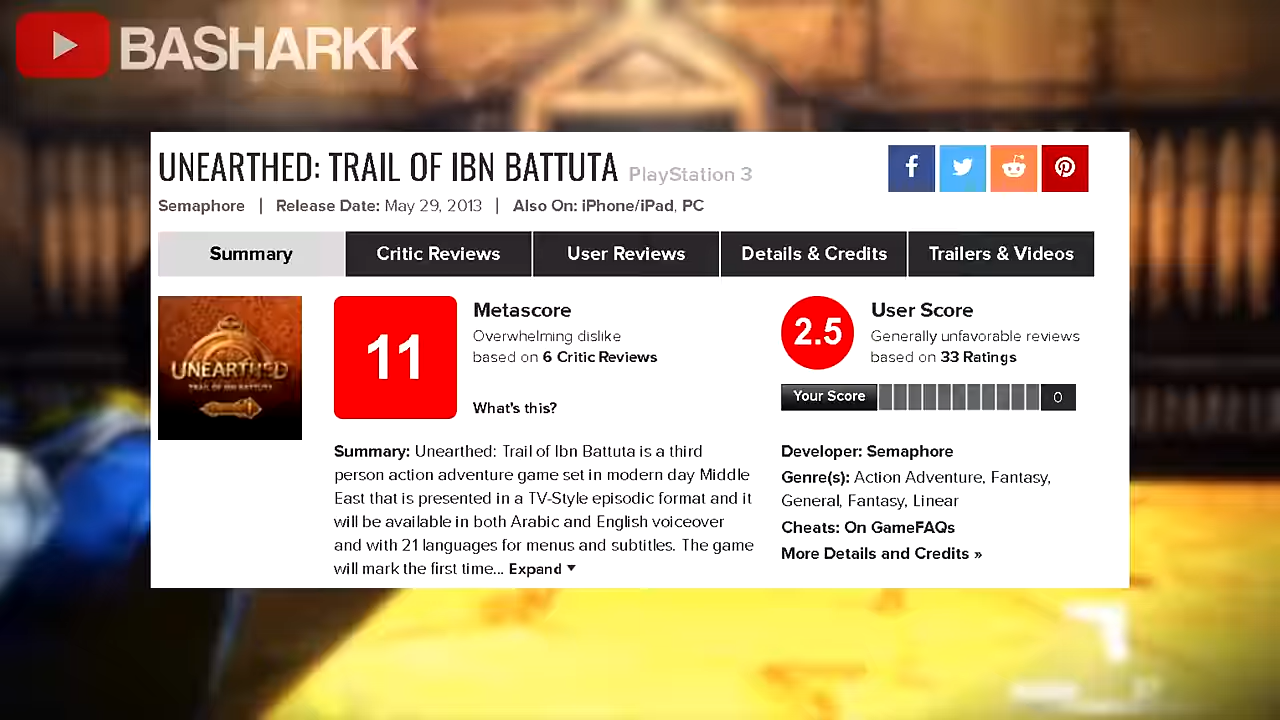 BASHARKK
UNEARTHED: TRAIL OF IBN BATTUTA PlayStation 3
Semaphore | Release Date: May 29, 2013 | Also On: iPhone/iPad, PC
Summary Critic Reviews User Reviews Details & Credits Trailers & Videos
UNEARTHED
TRAIL OF IBN BATTUTA
11
Metascore
Overwhelming dislike
based on 6 Critic Reviews
What's this?
2.5
User Score
Generally unfavorable reviews
based on 33 Ratings
Your Score 0
Summary: Unearthed: Trail of Ibn Battuta is a third
person action adventure game set in modern day Middle
East that is presented in a TV-Style episodic format and it
will be available in both Arabic and English voiceover
and with 21 languages for menus and subtitles. The game
will mark the first time... Expand
Developer: Semaphore
Genre(s): Action Adventure, Fantasy,
General, Fantasy, Linear
Cheats: On GameFAQs
More Details and Credits »